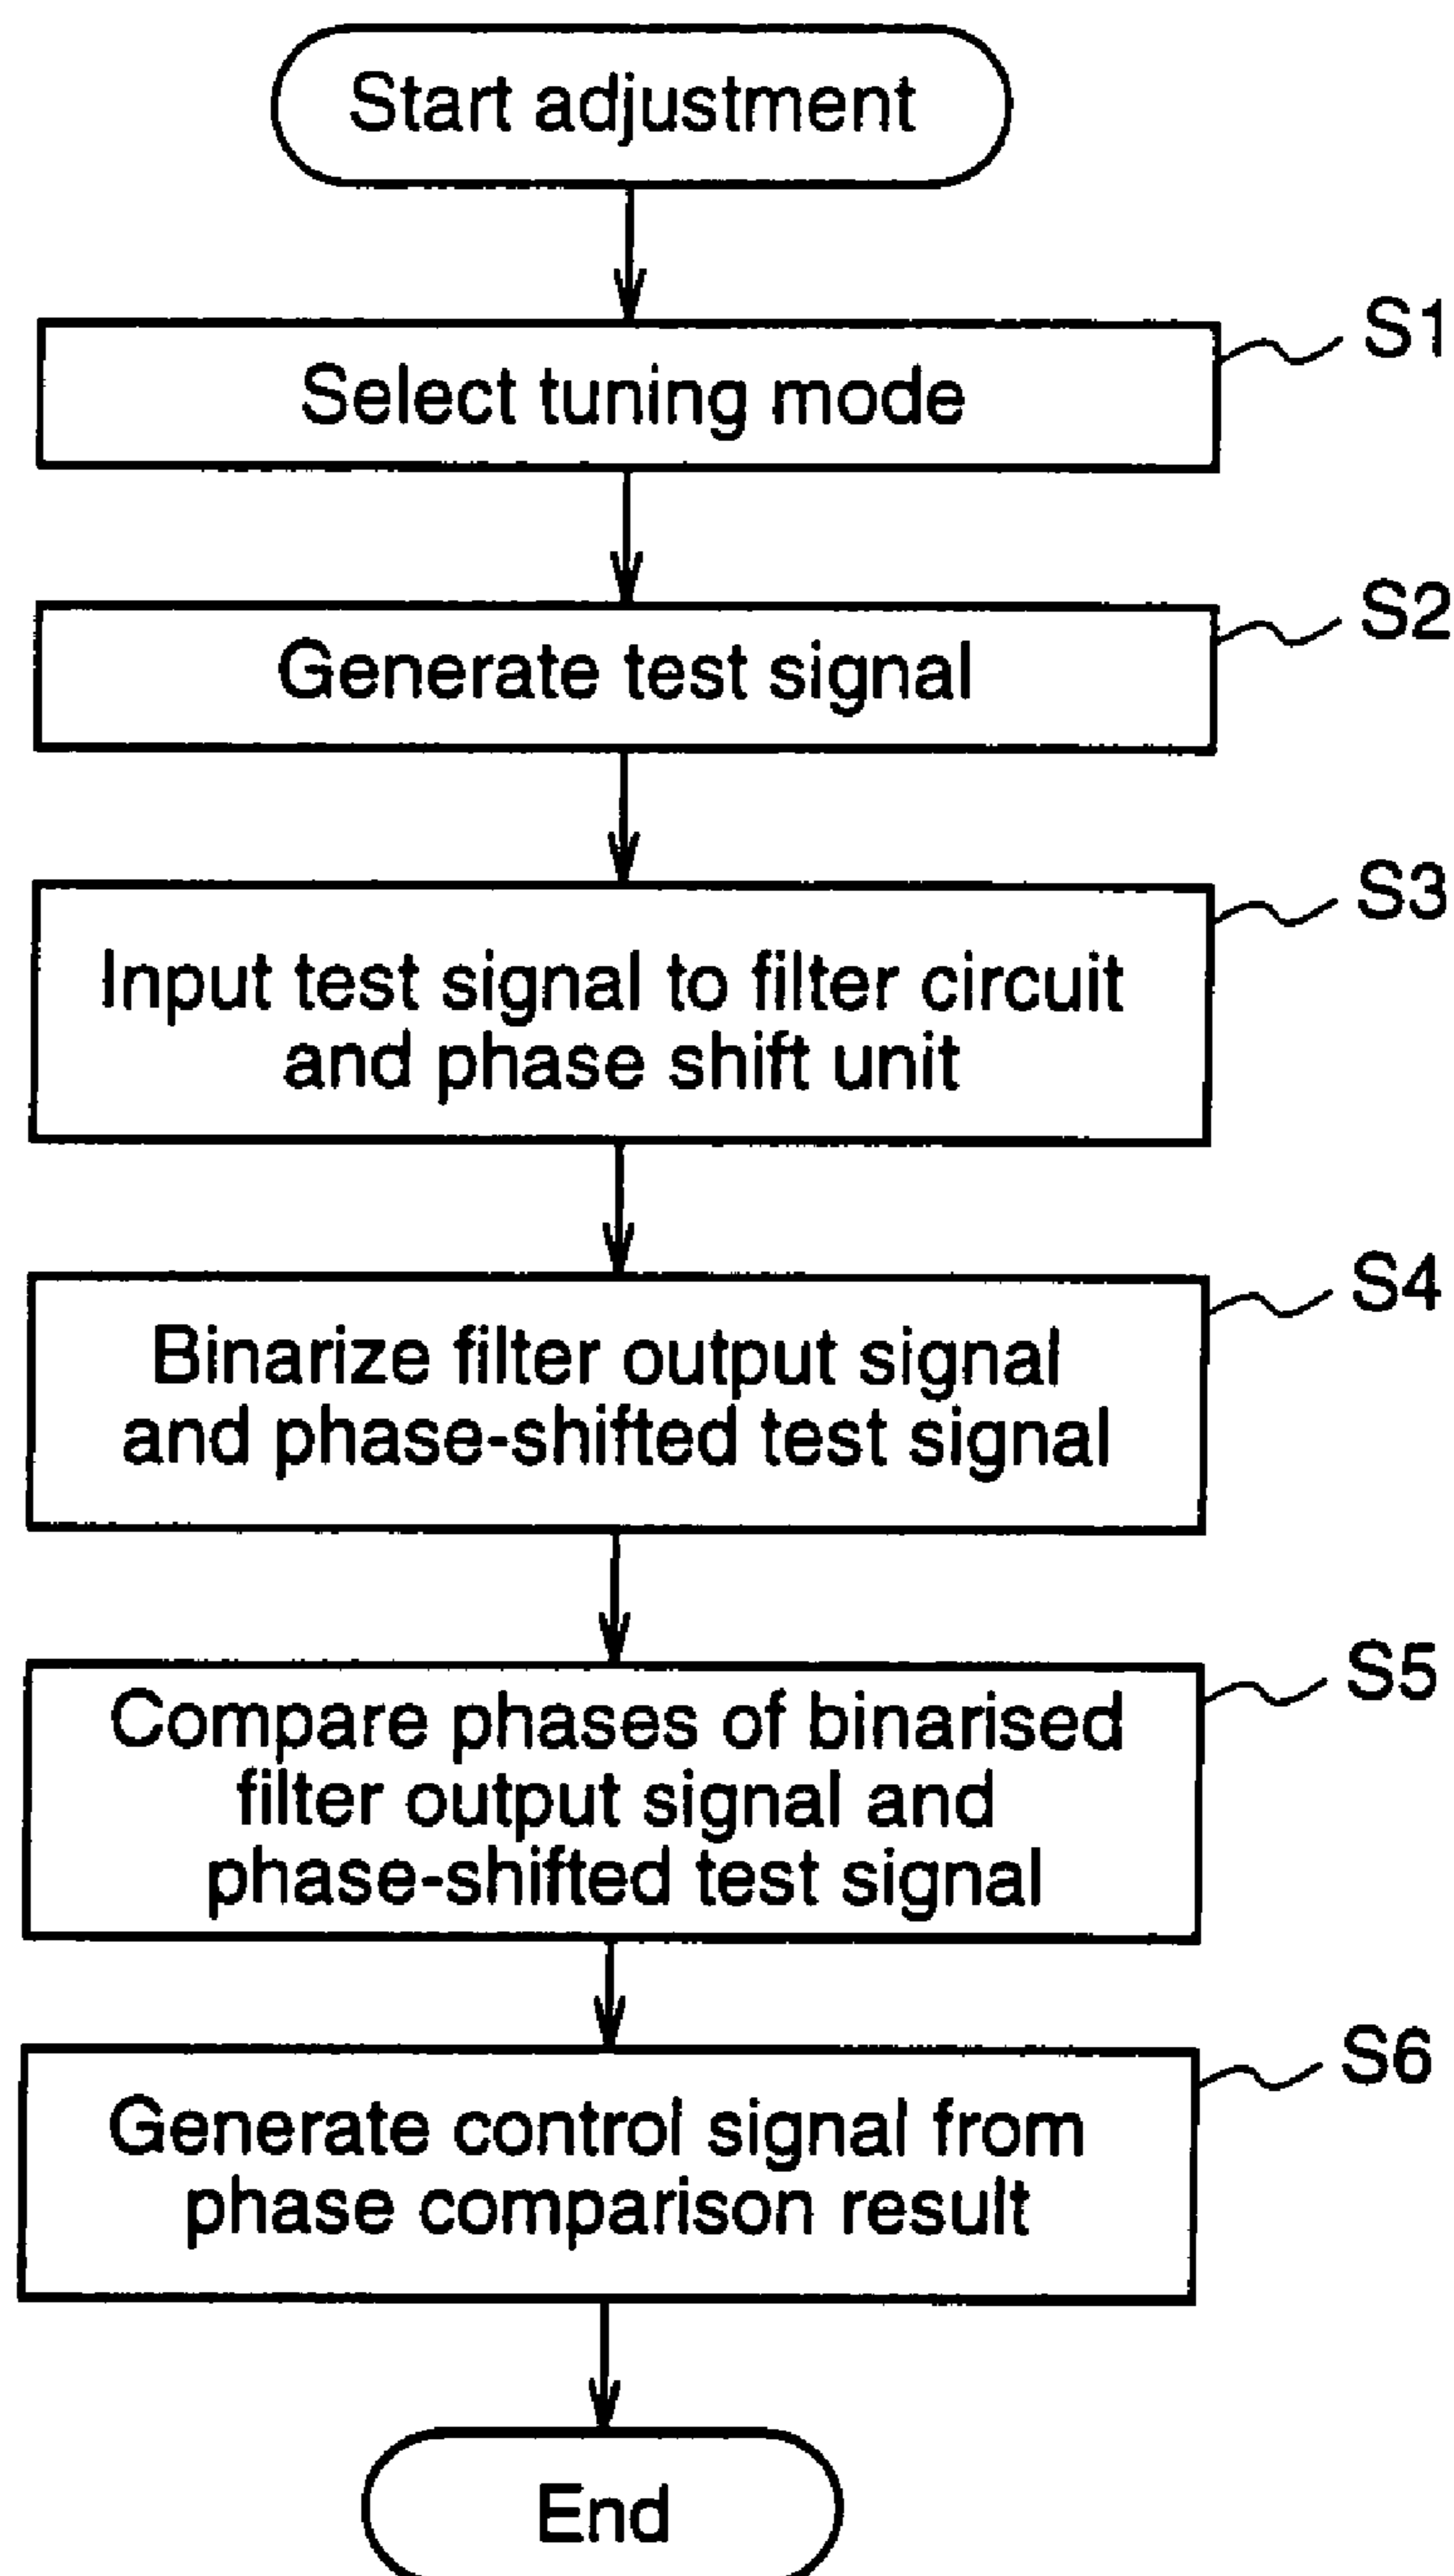 Start adjustment
S1
Select tuning mode
S2
Generate test signal
S3
Input test signal to filter circuit
and phase shift unit
S4
Binarize filter output signal
and phase-shifted test signal
S5
Compare phases of binarised
filter output signal and
phase-shifted test signal
S6
Generate control signal from
phase comparison result
End